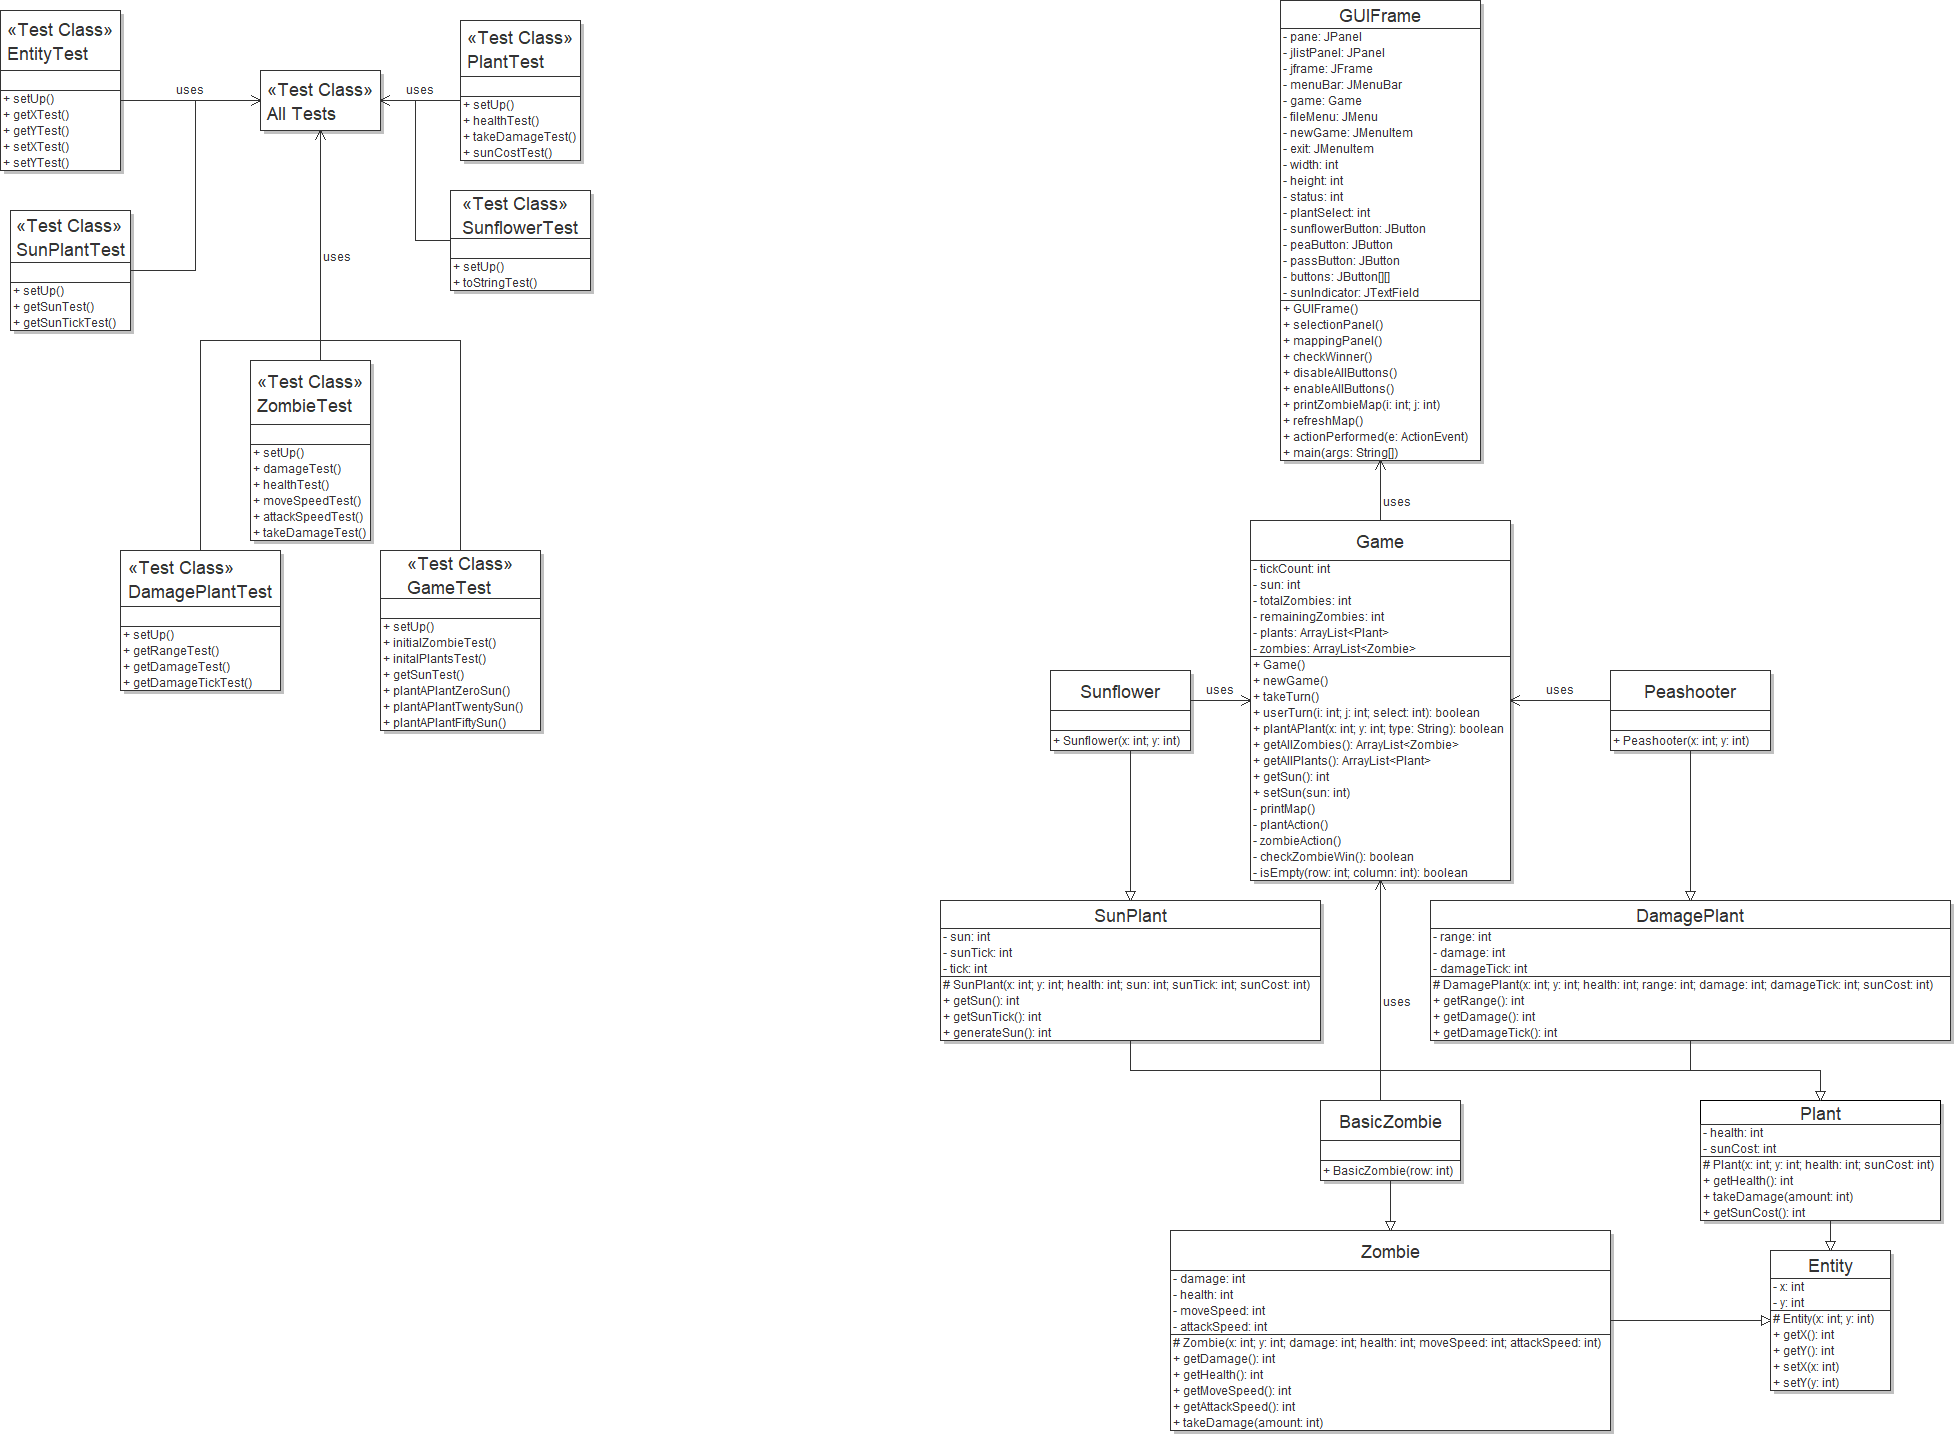 «Test Class»
EntityTest
+ setUp()
+ getXTest()
+ getYTest()
+ setXTest()
+ setYTest()
uses
«Test Class»
All Tests
uses
«Test Class»
PlantTest
+ setUp()
+ healthTest()
+ takeDamageTest()
+ sunCostTest()
«Test Class»
SunPlantTest
+ setUp()
+ getSunTest()
+ getSunTickTest()
«Test Class»
SunflowerTest
+ setUp()
+ toStringTest()
uses
«Test Class»
ZombieTest
+ setUp()
+ damageTest()
+ healthTest()
+ moveSpeedTest()
+ attackSpeedTest()
+ takeDamageTest()
«Test Class»
DamagePlantTest
+ setUp()
+ getRangeTest()
+ getDamageTest()
+ getDamageTickTest()
«Test Class»
GameTest
+ setUp()
+ initialZombieTest()
+ initalPlantsTest()
+ getSunTest()
+ plantAPlantZeroSun()
+ plantAPlantTwentySun()
+ plantAPlantFiftySun()
GUIFrame
- pane: JPanel
- jlistPanel: JPanel
- jframe: JFrame
- menuBar: JMenuBar
- game: Game
- fileMenu: JMenu
- newGame: JMenuItem
- exit: JMenuItem
- width: int
- height: int
- status: int
- plantSelect: int
- sunflowerButton: JButton
- peaButton: JButton
- passButton: JButton
- buttons: JButton[][]
- sunIndicator: JTextField
+ GUIFrame()
+ selectionPanel()
+ mappingPanel()
+ checkWinner()
+ disableAllButtons()
+ enableAllButtons()
+ printZombieMap(i: int; j: int)
+ refreshMap()
+ actionPerformed(e: ActionEvent)
+ main(args: String[])
uses
Game
- tickCount: int
- sun: int
- totalZombies: int
- remainingZombies: int
- plants: ArrayList<Plant>
- zombies: ArrayList<Zombie>
+ Game()
+ newGame()
+ takeTurn()
+ userTurn(i: int; j: int; select: int): boolean
+ plantAPlant(x: int; y: int; type: String): boolean
+ getAllZombies(): ArrayList<Zombie>
+ getAllPlants(): ArrayList<Plant>
+ getSun(): int
+ setSun(sun: int)
- printMap()
- plantAction()
- zombieAction()
- checkZombieWin(): boolean
- isEmpty(row: int; column: int): boolean
Sunflower
+ Sunflower(x: int; y: int)
uses
uses
Peashooter
+ Peashooter(x: int; y: int)
SunPlant
- sun: int
- sunTick: int
- tick: int
# SunPlant(x: int; y: int; health: int; sun: int; sunTick: int; sunCost: int)
+ getSun(): int
+ getSunTick(): int
+ generateSun(): int
uses
DamagePlant
- range: int
- damage: int
- damageTick: int
# DamagePlant(x: int; y: int; health: int; range: int; damage: int; damageTick: int; sunCost: int)
+ getRange(): int
+ getDamage(): int
+ getDamageTick(): int
BasicZombie
+ BasicZombie(row: int)
Plant
- health: int
- sunCost: int
# Plant(x: int; y: int; health: int; sunCost: int)
+ getHealth(): int
+ takeDamage(amount: int)
+ getSunCost(): int
Zombie
- damage: int
- health: int
- moveSpeed: int
- attackSpeed: int
# Zombie(x: int; y: int; damage: int; health: int; moveSpeed: int; attackSpeed: int)
+ getDamage(): int
+ getHealth(): int
+ getMoveSpeed(): int
+ getAttackSpeed(): int
+ takeDamage(amount: int)
Entity
- x: int
- y: int
# Entity(x: int; y: int)
+ getX(): int
+ getY(): int
+ setX(x: int)
+ setY(y: int)